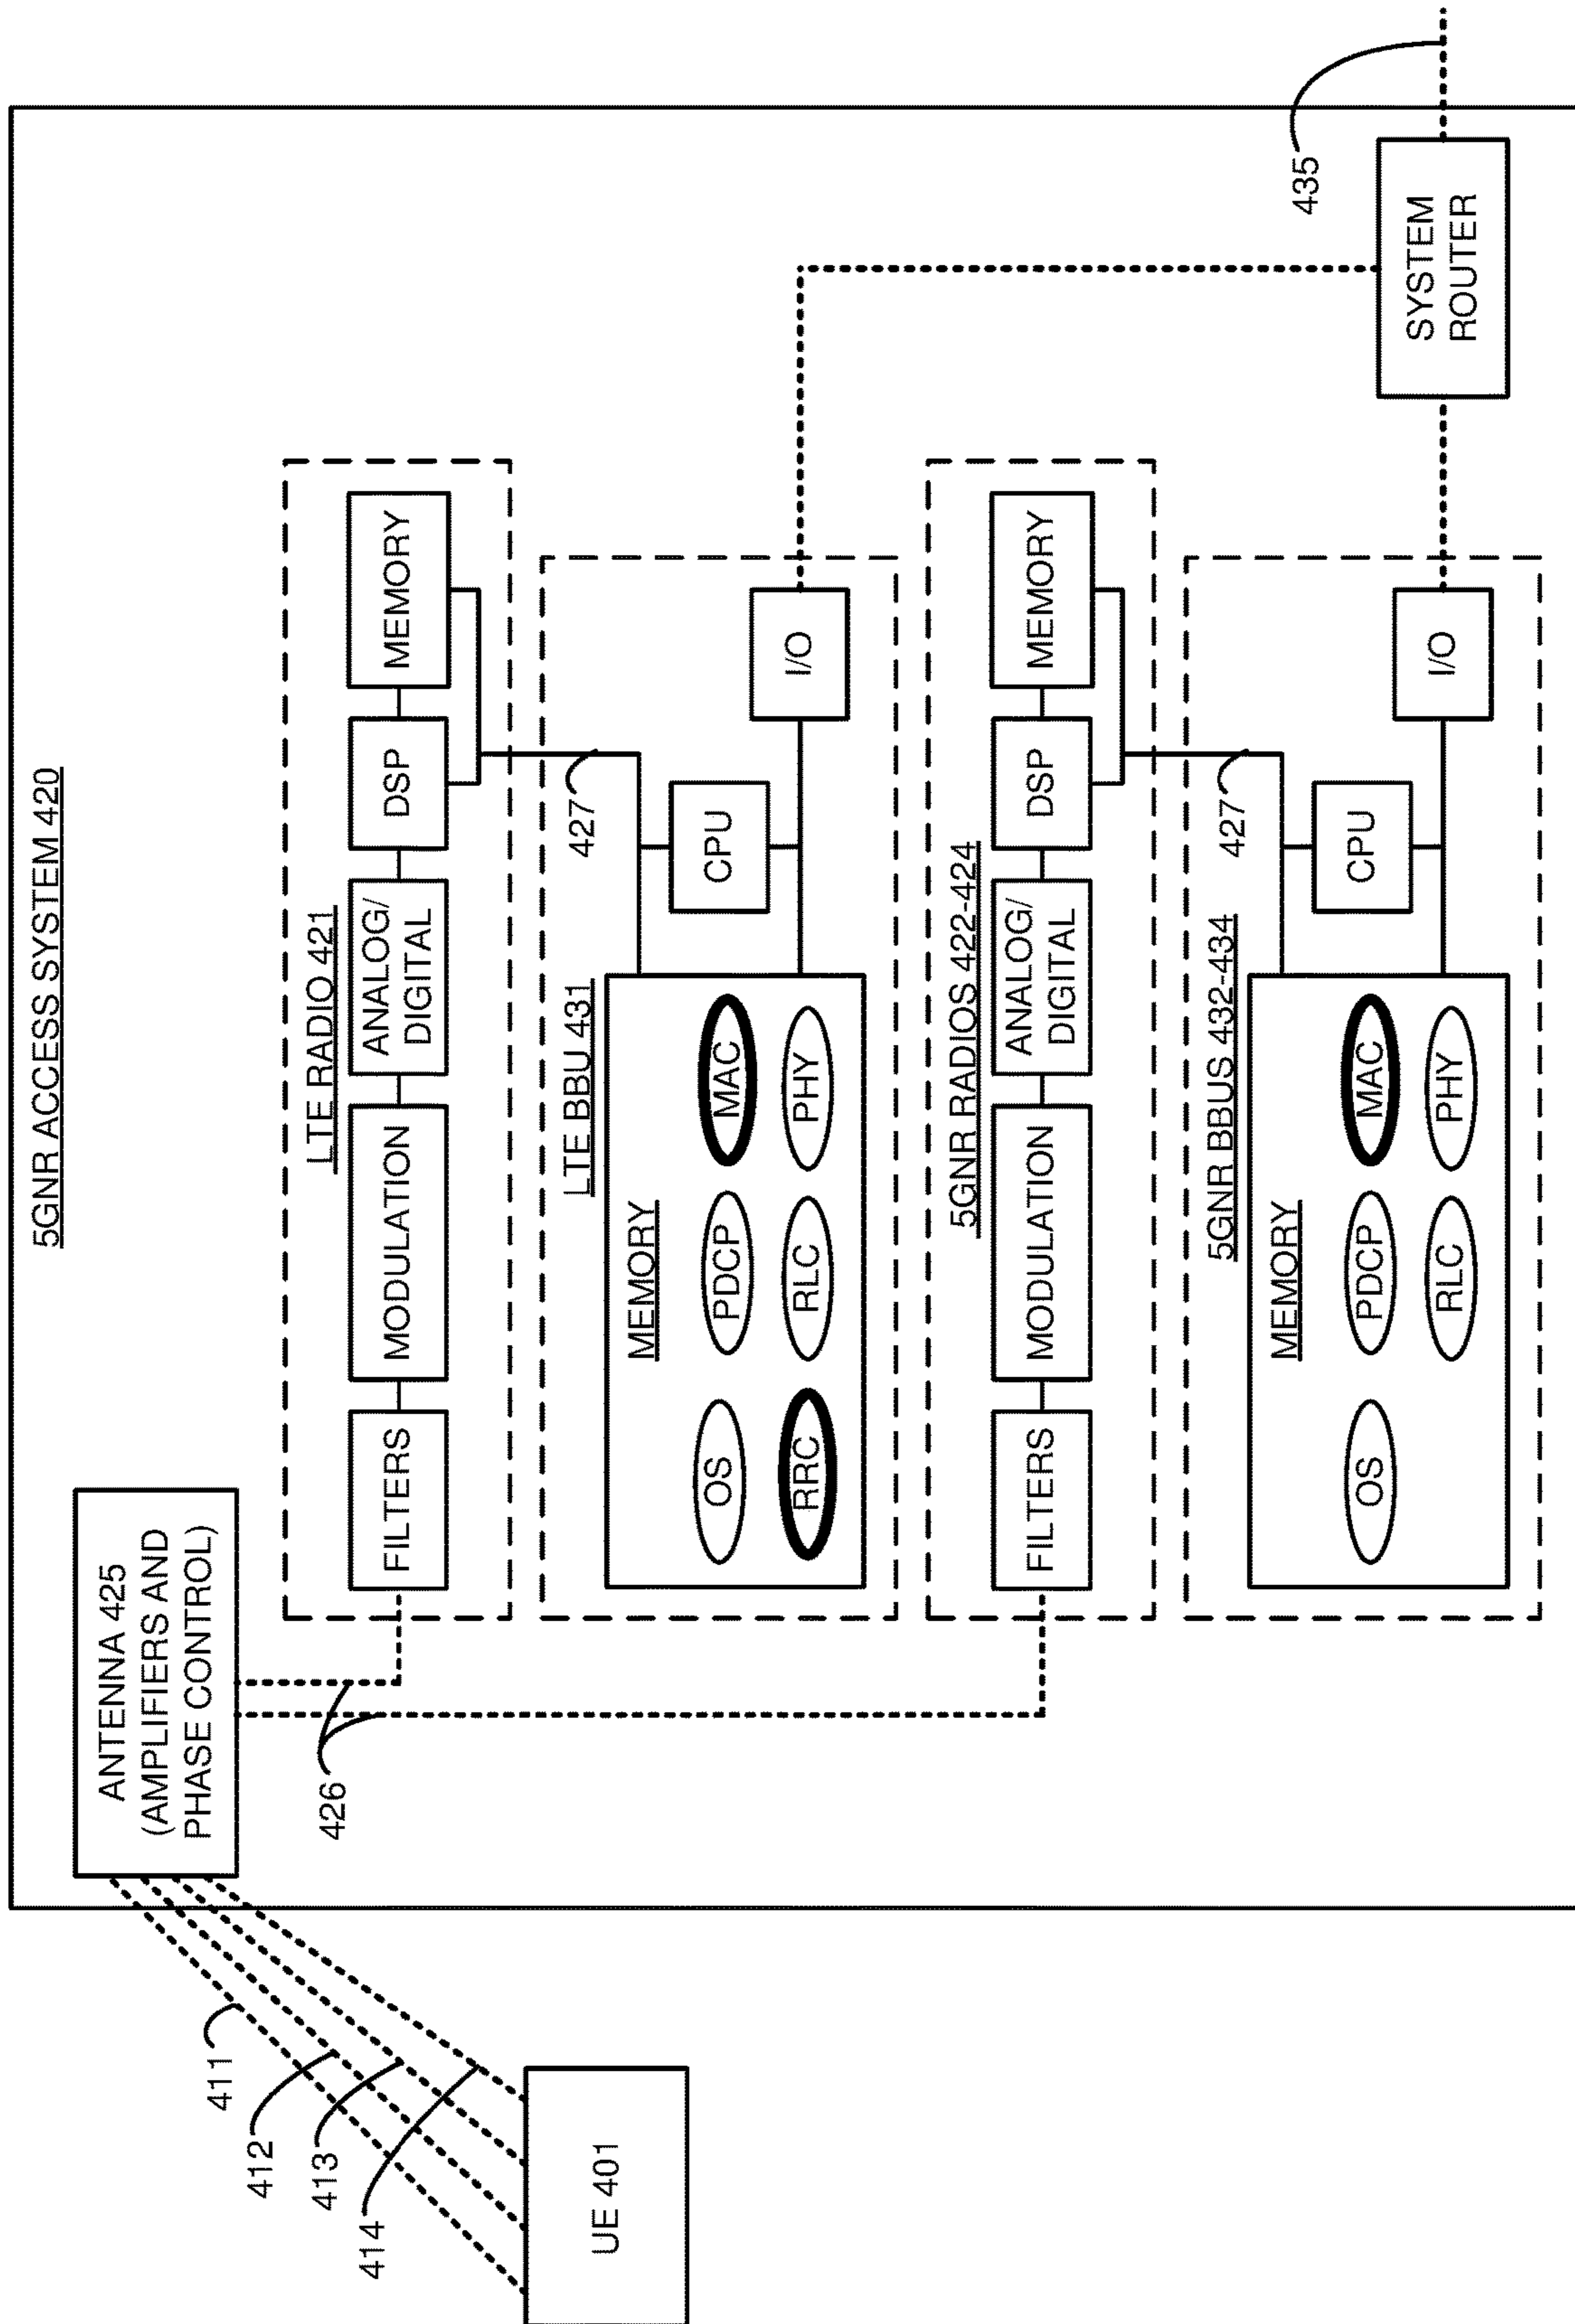 5GNR ACCESS SYSTEM 420
ANTENNA 425
(AMPLIFIERS AND
PHASE CONTROL)
411
412
413
414
UE 401
426
LTE RADIO 421
FILTERS
MODULATION
ANALOG/
DIGITAL
DSP
MEMORY
427
LTE BBU 431
MEMORY
OS
PDCP
MAC
RRC
RLC
PHY
CPU
I/O
5GNR RADIOS 422-424
FILTERS
MODULATION
ANALOG/
DIGITAL
DSP
MEMORY
427
5GNR BBUS 432-434
MEMORY
OS
PDCP
MAC
RLC
PHY
CPU
I/O
SYSTEM
ROUTER
435